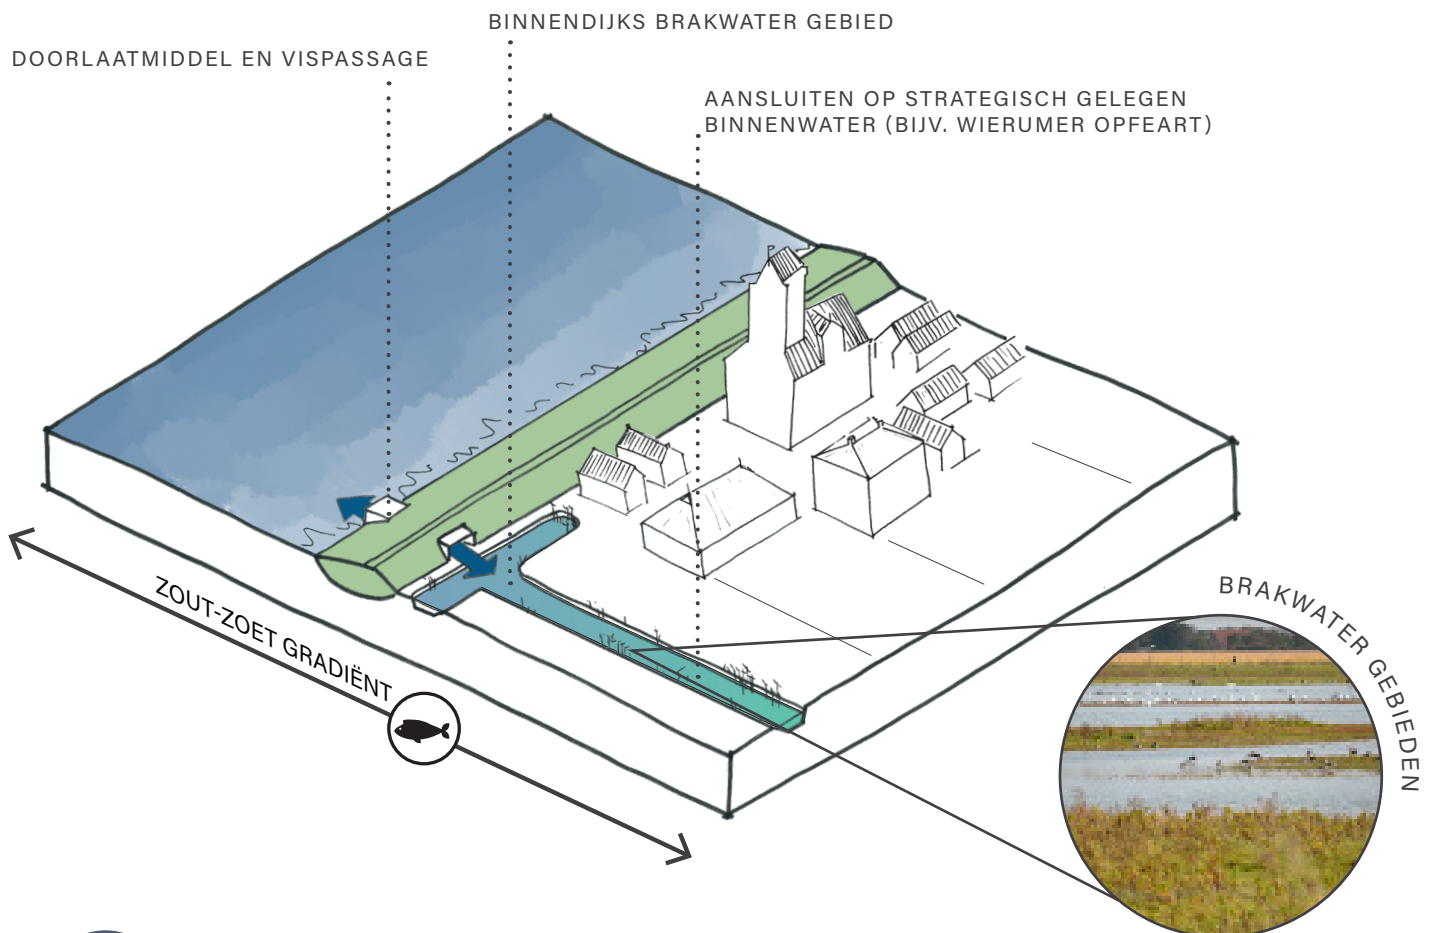 BINNENDIJKS BRAKWATER GEBIED
DOORLAATMIDDEL EN VISPASSAGE
AANSLUITEN OP STRATEGISCH GELEGEN
BINNENWATER (BIJV. WIERUMER OPFEART)
ZOUT-ZOET GRADIËNT
BRAKWATER GEBIEDEN